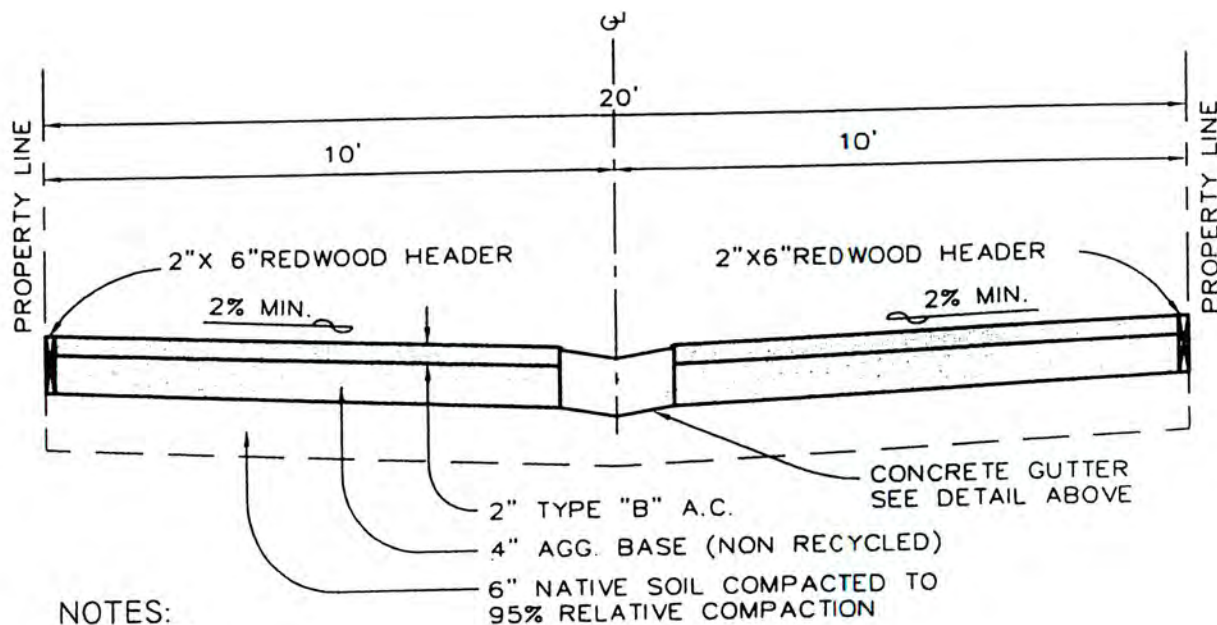 ℄
20'
10' 10'
PROPERTY LINE
PROPERTY LINE
2"X 6"REDWOOD HEADER
2"X6"REDWOOD HEADER
2% MIN.
2% MIN.
CONCRETE GUTTER
SEE DETAIL ABOVE
2" TYPE "B" A.C.
4" AGG. BASE (NON RECYCLED)
6" NATIVE SOIL COMPACTED TO
95% RELATIVE COMPACTION
NOTES: